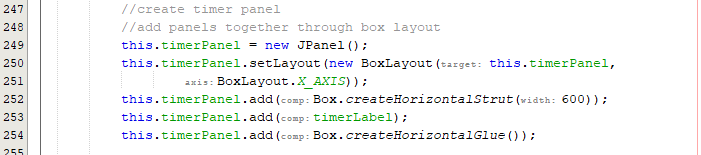 247 //create timer panel
248 //add panels together through box layout
249 this.timerPanel = new JPanel();
250 this.timerPanel.setLayout(new BoxLayout(target: this.timerPanel,
251 axis: BoxLayout.X_AXIS));
252 this.timerPanel.add(comp: Box.createHorizontalStrut(width: 600));
253 this.timerPanel.add(comp: timerLabel);
254 this.timerPanel.add(comp: Box.createHorizontalGlue());
255